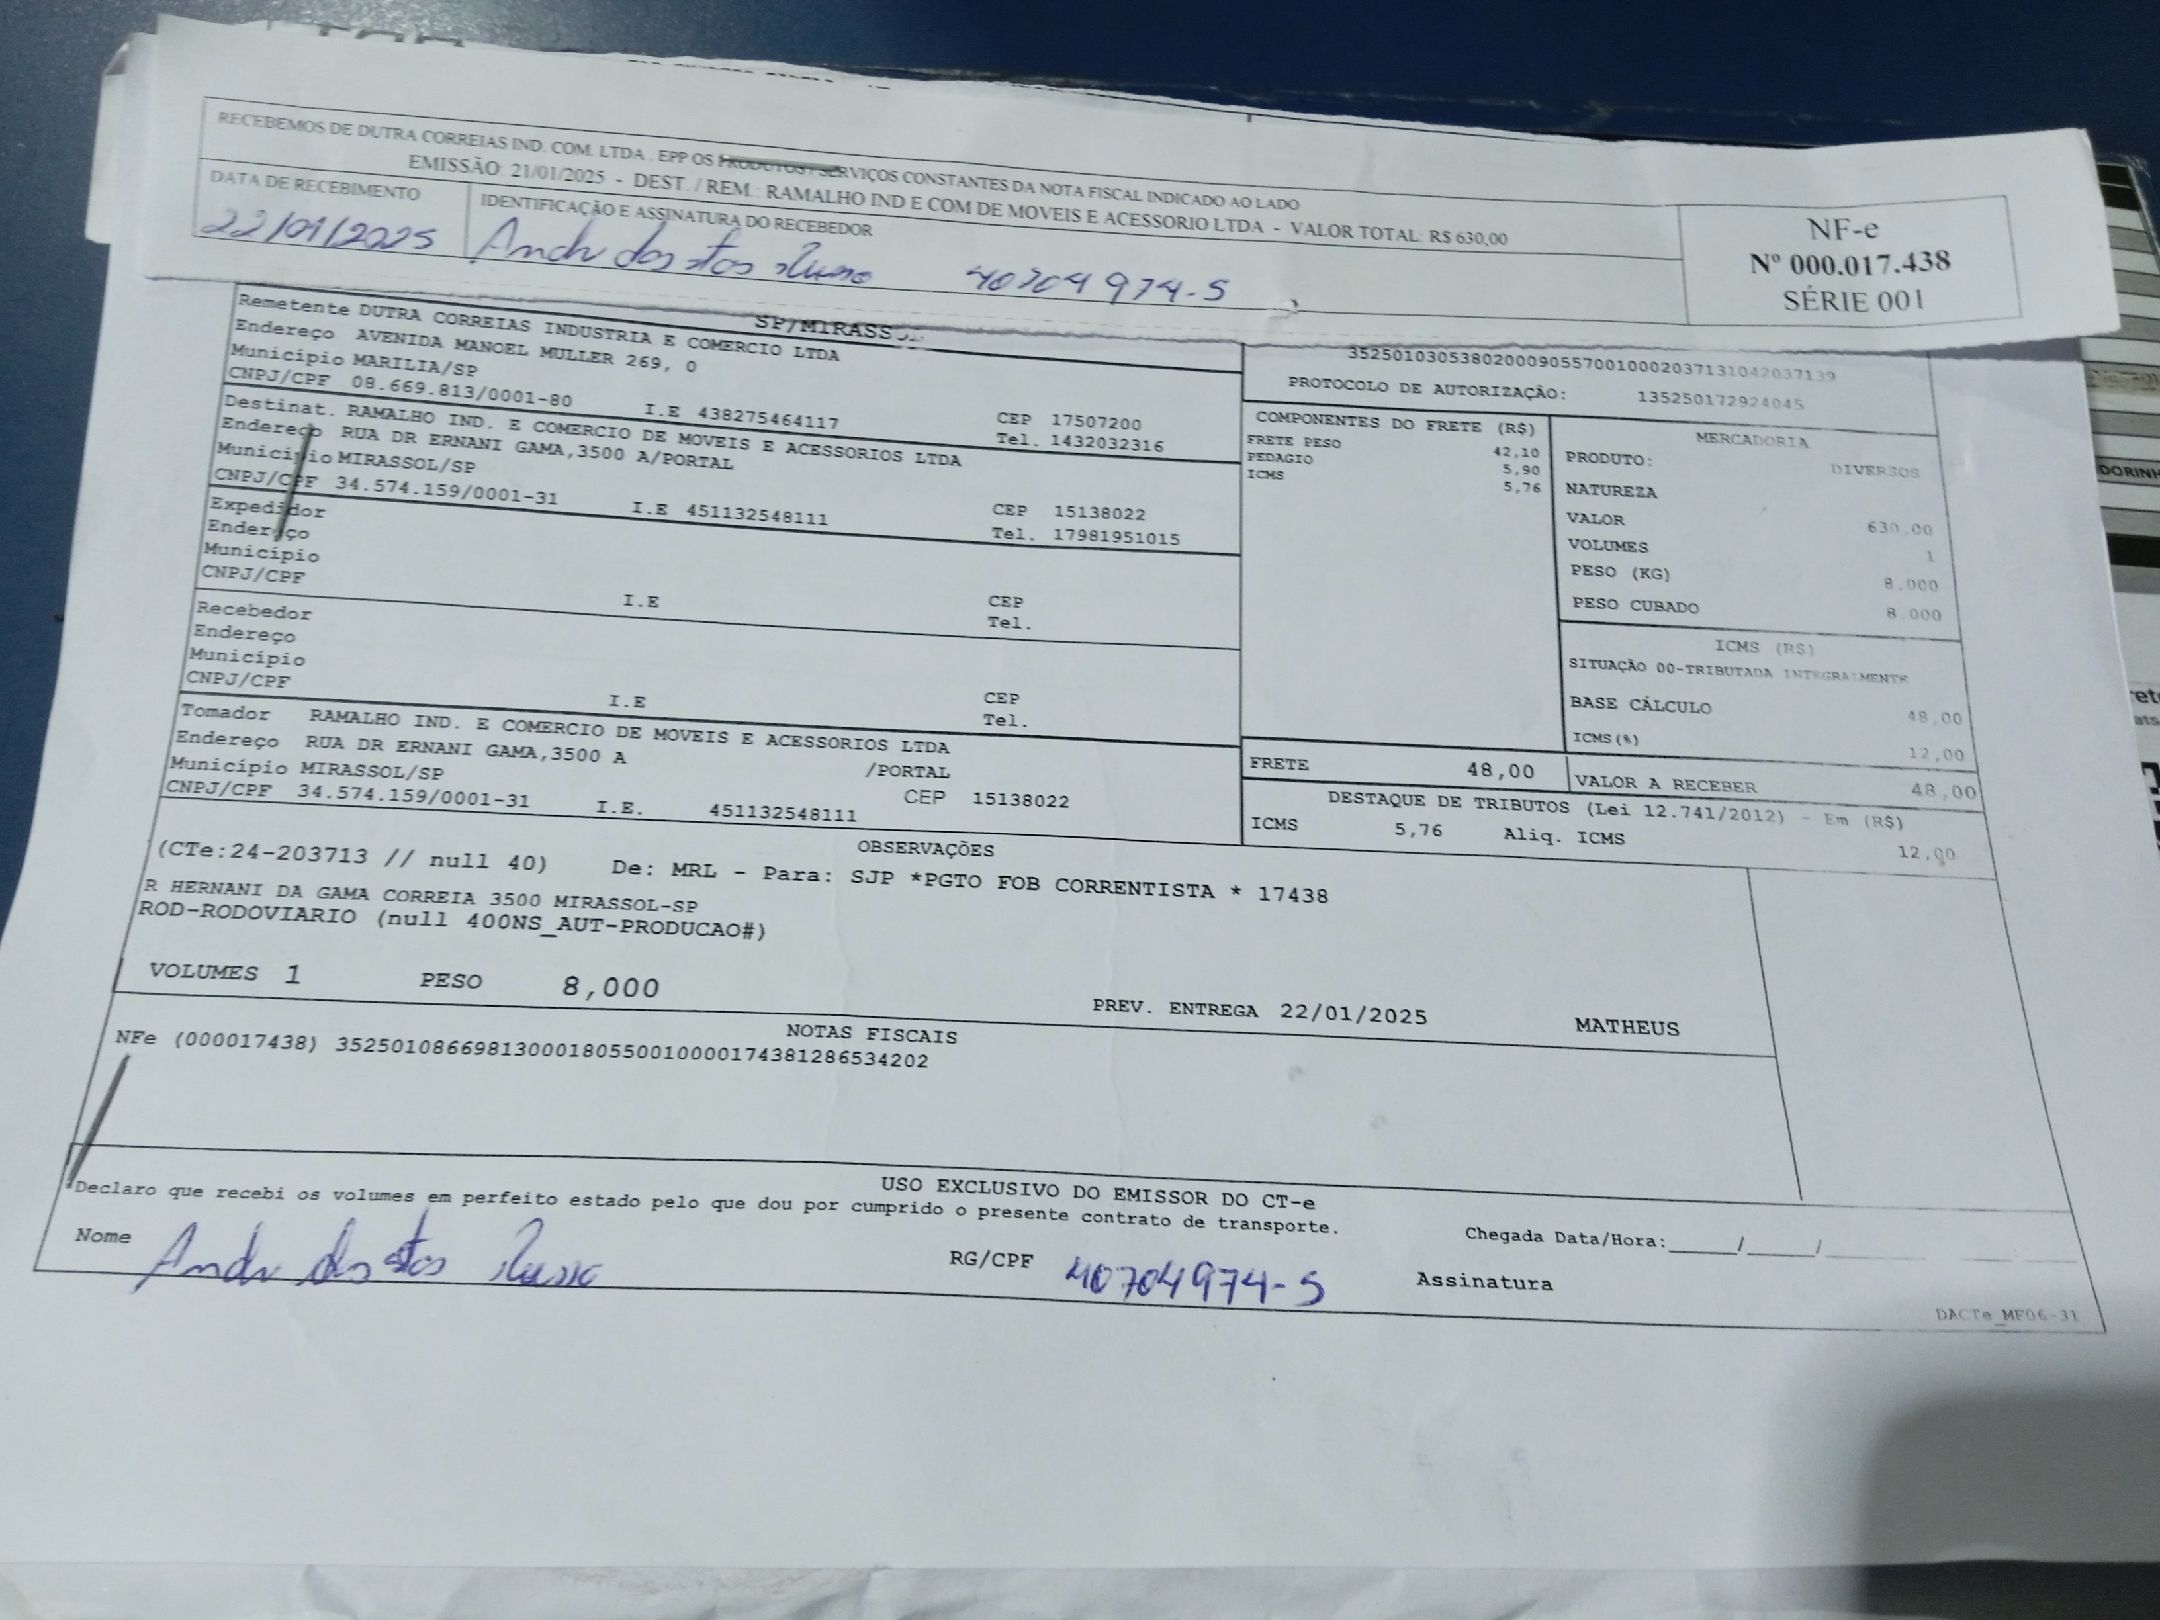 RECEBEMOS DE DUTRA CORREIAS IND. COM. LTDA . EPP OS PRODUTOS / SERVIÇOS CONSTANTES DA NOTA FISCAL INDICADO AO LADO
EMISSÃO: 21/01/2025 - DEST. / REM.: RAMALHO IND E COM DE MOVEIS E ACESSORIO LTDA - VALOR TOTAL: R$ 630,00
DATA DE RECEBIMENTO
IDENTIFICAÇÃO E ASSINATURA DO RECEBEDOR
22/01/2025
40704974-5
NF-e
Nº 000.017.438
SÉRIE 001
SP/MIRASSOL
Remetente DUTRA CORREIAS INDUSTRIA E COMERCIO LTDA
Endereço AVENIDA MANOEL MULLER 269, 0
Município MARILIA/SP CEP 17507200
CNPJ/CPF 08.669.813/0001-80 I.E 438275464117 Tel. 1432032316
Destinat. RAMALHO IND. E COMERCIO DE MOVEIS E ACESSORIOS LTDA
Endereço RUA DR ERNANI GAMA,3500 A/PORTAL
Município MIRASSOL/SP CEP 15138022
CNPJ/CPF 34.574.159/0001-31 I.E 451132548111 Tel. 17981951015
Expedidor
Endereço
Município CEP
CNPJ/CPF I.E Tel.
Recebedor
Endereço
Município CEP
CNPJ/CPF I.E Tel.
Tomador RAMALHO IND. E COMERCIO DE MOVEIS E ACESSORIOS LTDA
Endereço RUA DR ERNANI GAMA,3500 A /PORTAL
Município MIRASSOL/SP CEP 15138022
CNPJ/CPF 34.574.159/0001-31 I.E. 451132548111
35250103053802000905570010002037131042037139
PROTOCOLO DE AUTORIZAÇÃO: 135250172924045
COMPONENTES DO FRETE (R$)
FRETE PESO 42,10
PEDAGIO 5,90
ICMS 5,76
MERCADORIA
PRODUTO: DIVERSOS
NATUREZA
VALOR 630,00
VOLUMES 1
PESO (KG) 8.000
PESO CUBADO 8.000
ICMS (R$)
SITUAÇÃO 00-TRIBUTADA INTEGRALMENTE
BASE CÁLCULO 48,00
ICMS(%) 12,00
FRETE 48,00 VALOR A RECEBER 48,00
DESTAQUE DE TRIBUTOS (Lei 12.741/2012) - Em (R$)
ICMS 5,76 Aliq. ICMS 12,00
OBSERVAÇÕES
(CTe:24-203713 // null 40) De: MRL - Para: SJP *PGTO FOB CORRENTISTA * 17438
R HERNANI DA GAMA CORREIA 3500 MIRASSOL-SP
ROD-RODOVIARIO (null 400NS_AUT-PRODUCAO#)
VOLUMES 1 PESO 8,000 PREV. ENTREGA 22/01/2025 MATHEUS
NOTAS FISCAIS
NFe (000017438) 35250108669813000180550010000174381286534202
USO EXCLUSIVO DO EMISSOR DO CT-e
Declaro que recebi os volumes em perfeito estado pelo que dou por cumprido o presente contrato de transporte.
Chegada Data/Hora:_____/_____/
Nome RG/CPF 40704974-5 Assinatura
DACTe_MF06-31